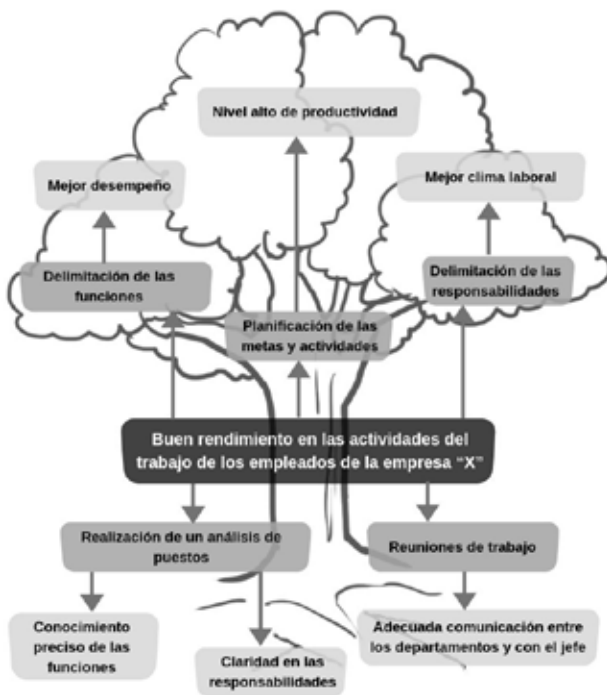 Nivel alto de productividad
Mejor desempeño
Mejor clima laboral
Delimitación de las
funciones
Delimitación de las
responsabilidades
Planificación de las
metas y actividades
Buen rendimiento en las actividades del
trabajo de los empleados de la empresa “X”
Realización de un análisis de
puestos
Reuniones de trabajo
Conocimiento
preciso de las
funciones
Claridad en las
responsabilidades
Adecuada comunicación entre
los departamentos y con el jefe